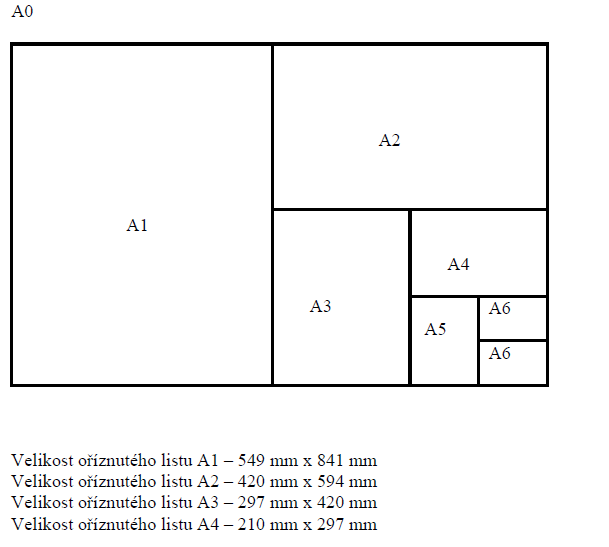 A0
A2
A1
A4
A3
A6
A5
A6
Velikost oříznutého listu A1 – 549 mm x 841 mm
Velikost oříznutého listu A2 – 420 mm x 594 mm
Velikost oříznutého listu A3 – 297 mm x 420 mm
Velikost oříznutého listu A4 – 210 mm x 297 mm